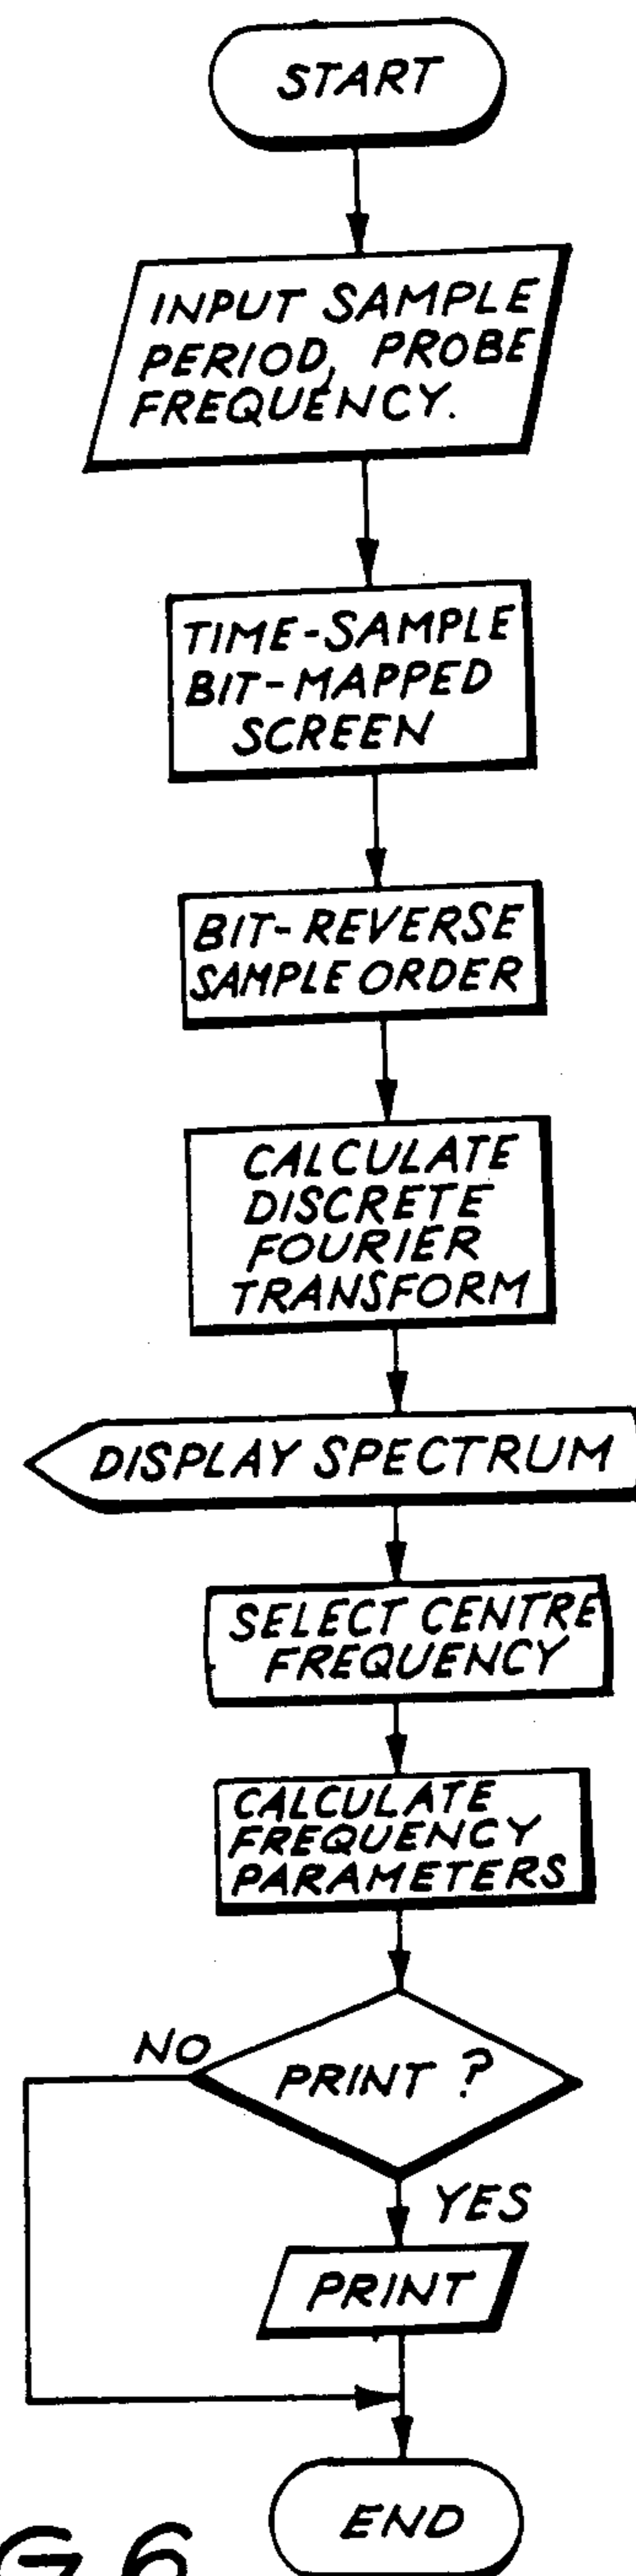 START
INPUT SAMPLE
PERIOD, PROBE
FREQUENCY.
TIME-SAMPLE
BIT-MAPPED
SCREEN
BIT-REVERSE
SAMPLE ORDER
CALCULATE
DISCRETE
FOURIER
TRANSFORM
DISPLAY SPECTRUM
SELECT CENTRE
FREQUENCY
CALCULATE
FREQUENCY
PARAMETERS
NO
PRINT ?
YES
PRINT
END
G 6